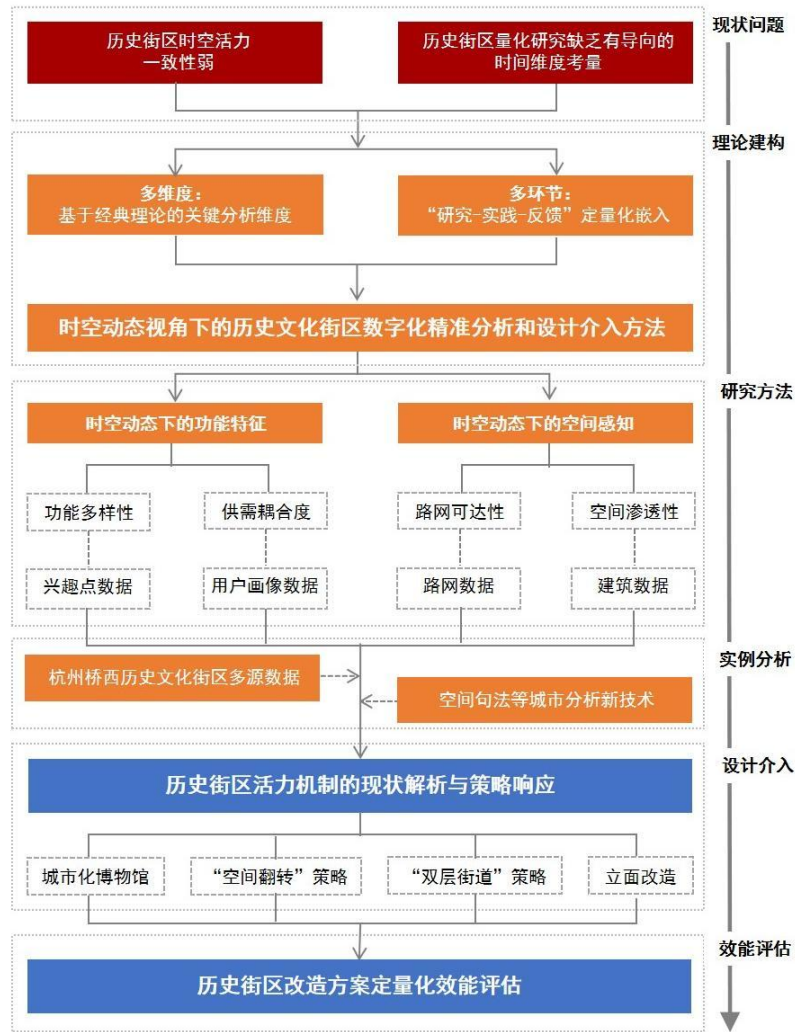 现状问题
历史街区时空活力
一致性弱
历史街区量化研究缺乏有导向的
时间维度考量
理论建构
多维度：
基于经典理论的关键分析维度
多环节：
“研究-实践-反馈”定量化嵌入
时空动态视角下的历史文化街区数字化精准分析和设计介入方法
研究方法
时空动态下的功能特征
时空动态下的空间感知
功能多样性
供需耦合度
路网可达性
空间渗透性
兴趣点数据
用户画像数据
路网数据
建筑数据
实例分析
杭州桥西历史文化街区多源数据
空间句法等城市分析新技术
设计介入
历史街区活力机制的现状解析与策略响应
城市化博物馆
“空间翻转”策略
“双层街道”策略
立面改造
效能评估
历史街区改造方案定量化效能评估